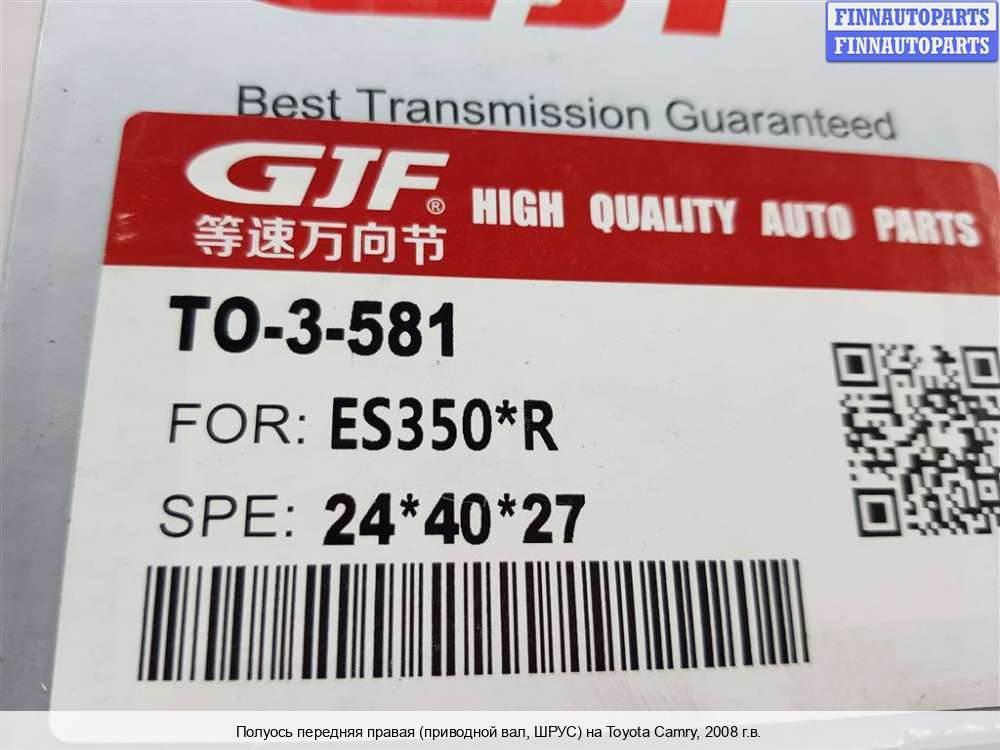 FINNAUTOPARTS
FINNAUTOPARTS
Best Transmission Guaranteed
GJF®
等速万向节
HIGH QUALITY AUTO PARTS
TO-3-581
FOR: ES350*R
SPE: 24*40*27
Полуось передняя правая (приводной вал, ШРУС) на Toyota Camry, 2008 г.в.